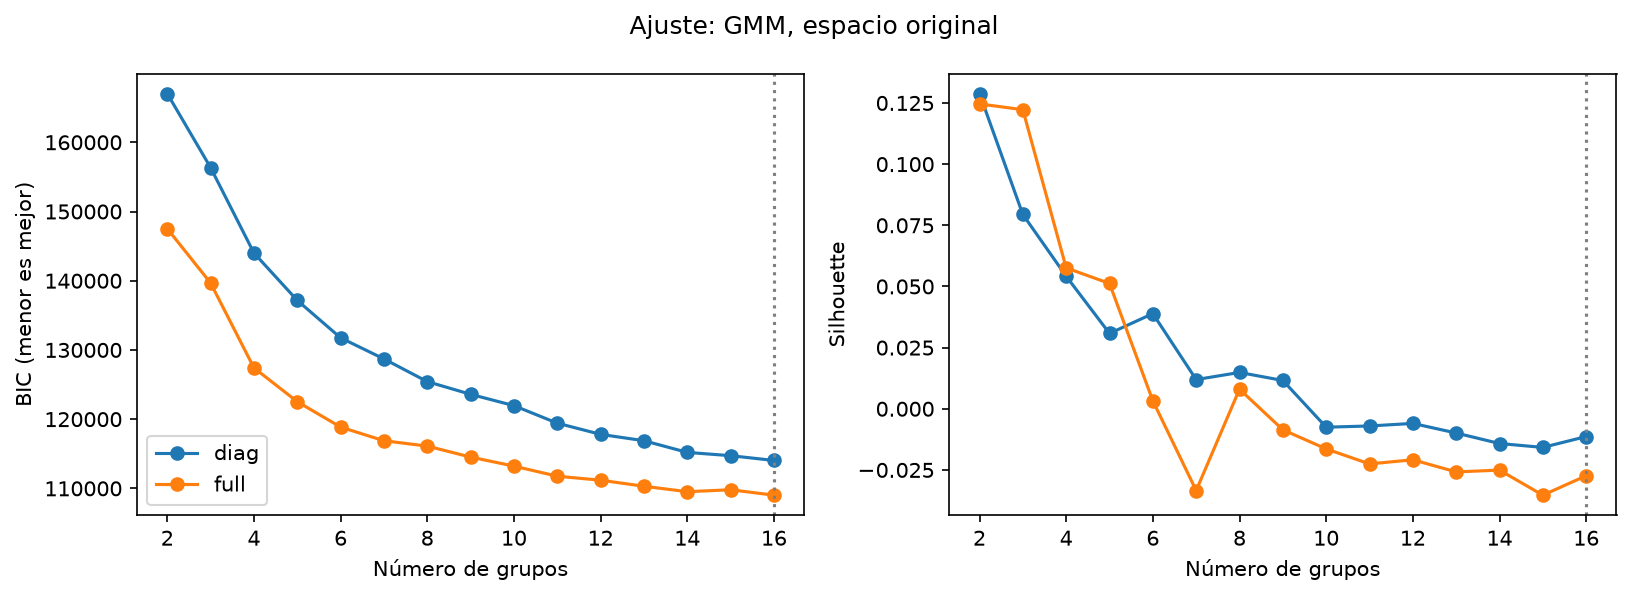 Ajuste: GMM, espacio original
BIC (menor es mejor)
160000
150000
140000
130000
120000
110000
diag
full
2 4 6 8 10 12 14 16
Número de grupos
Silhouette
0.125
0.100
0.075
0.050
0.025
0.000
−0.025
2 4 6 8 10 12 14 16
Número de grupos